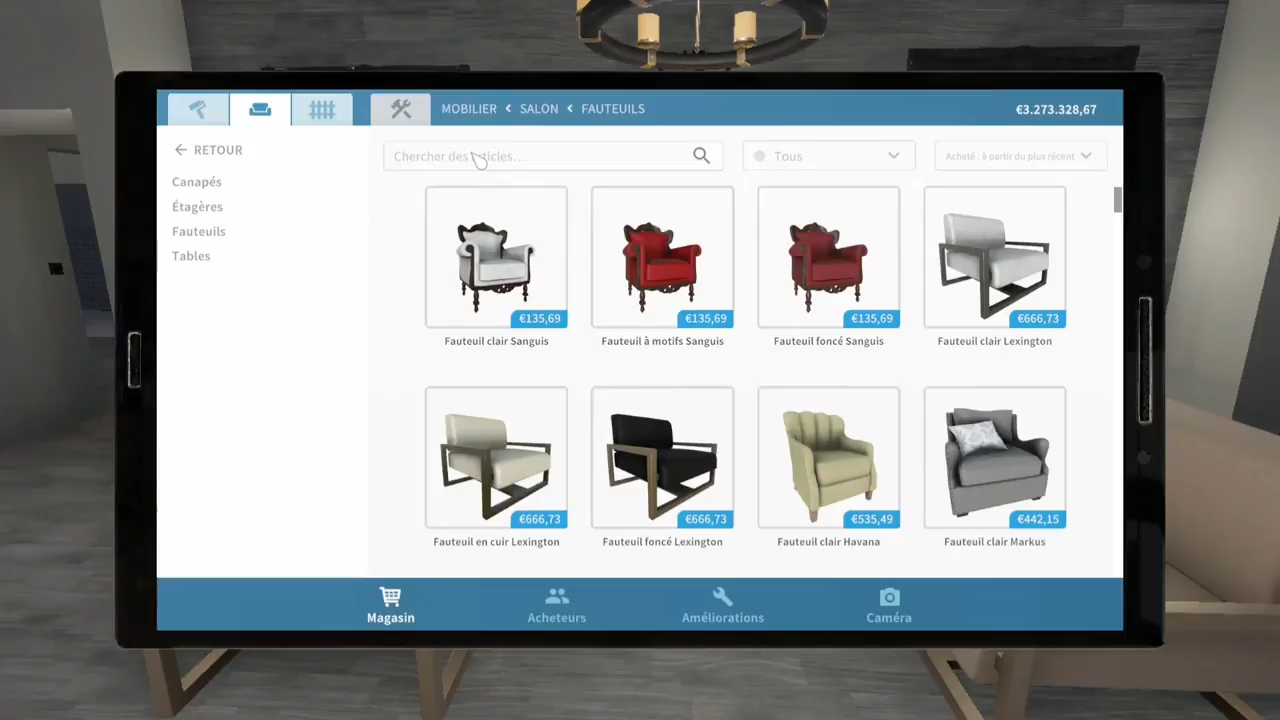 MOBILIER < SALON < FAUTEUILS
€3.273.328,67
RETOUR
Canapés
Étagères
Fauteuils
Tables
Chercher des articles...
Tous
Acheté : à partir du plus récent
€135,69
€135,69
€135,69
€666,73
Fauteuil clair Sanguis
Fauteuil à motifs Sanguis
Fauteuil foncé Sanguis
Fauteuil clair Lexington
€666,73
€666,73
€535,49
€442,15
Fauteuil en cuir Lexington
Fauteuil foncé Lexington
Fauteuil clair Havana
Fauteuil clair Markus
Magasin
Acheteurs
Améliorations
Caméra